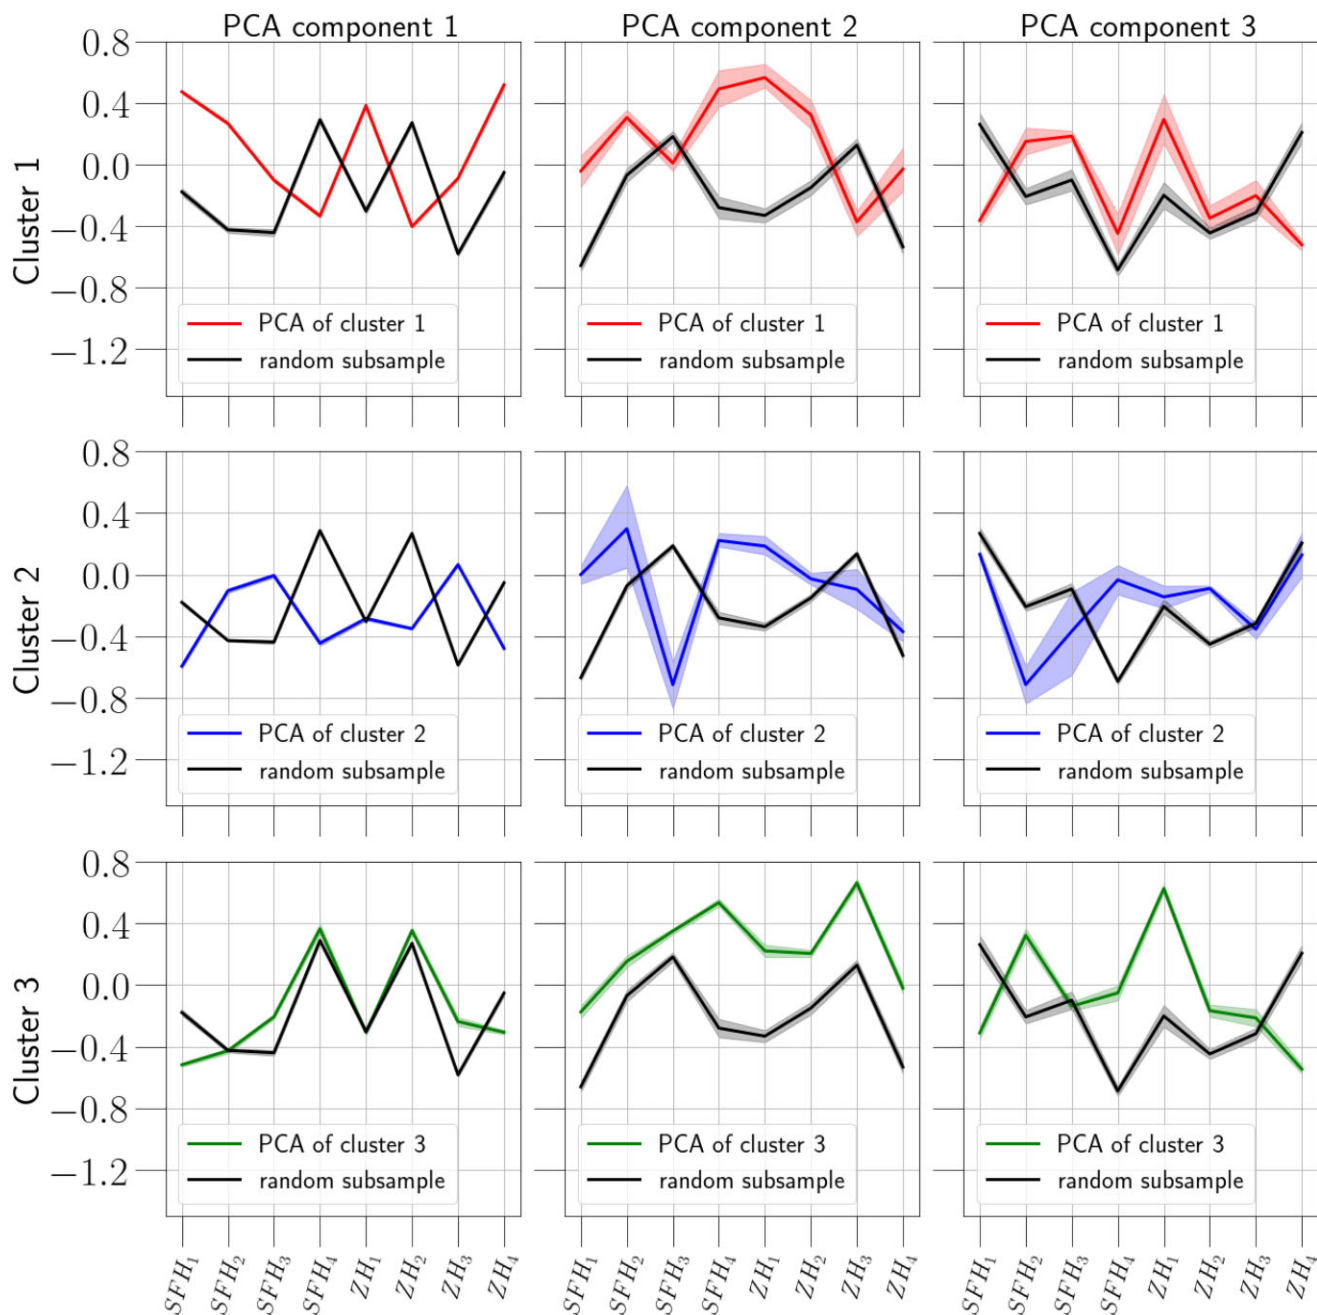 PCA component 1
PCA component 2
PCA component 3
Cluster 1
0.8
0.4
0.0
−0.4
−0.8
−1.2
PCA of cluster 1
random subsample
PCA of cluster 1
random subsample
PCA of cluster 1
random subsample
Cluster 2
0.8
0.4
0.0
−0.4
−0.8
−1.2
PCA of cluster 2
random subsample
PCA of cluster 2
random subsample
PCA of cluster 2
random subsample
Cluster 3
0.8
0.4
0.0
−0.4
−0.8
−1.2
PCA of cluster 3
random subsample
PCA of cluster 3
random subsample
PCA of cluster 3
random subsample
SFH₁
SFH₂
SFH₃
SFH₄
ZH₁
ZH₂
ZH₃
ZH₄
SFH₁
SFH₂
SFH₃
SFH₄
ZH₁
ZH₂
ZH₃
ZH₄
SFH₁
SFH₂
SFH₃
SFH₄
ZH₁
ZH₂
ZH₃
ZH₄